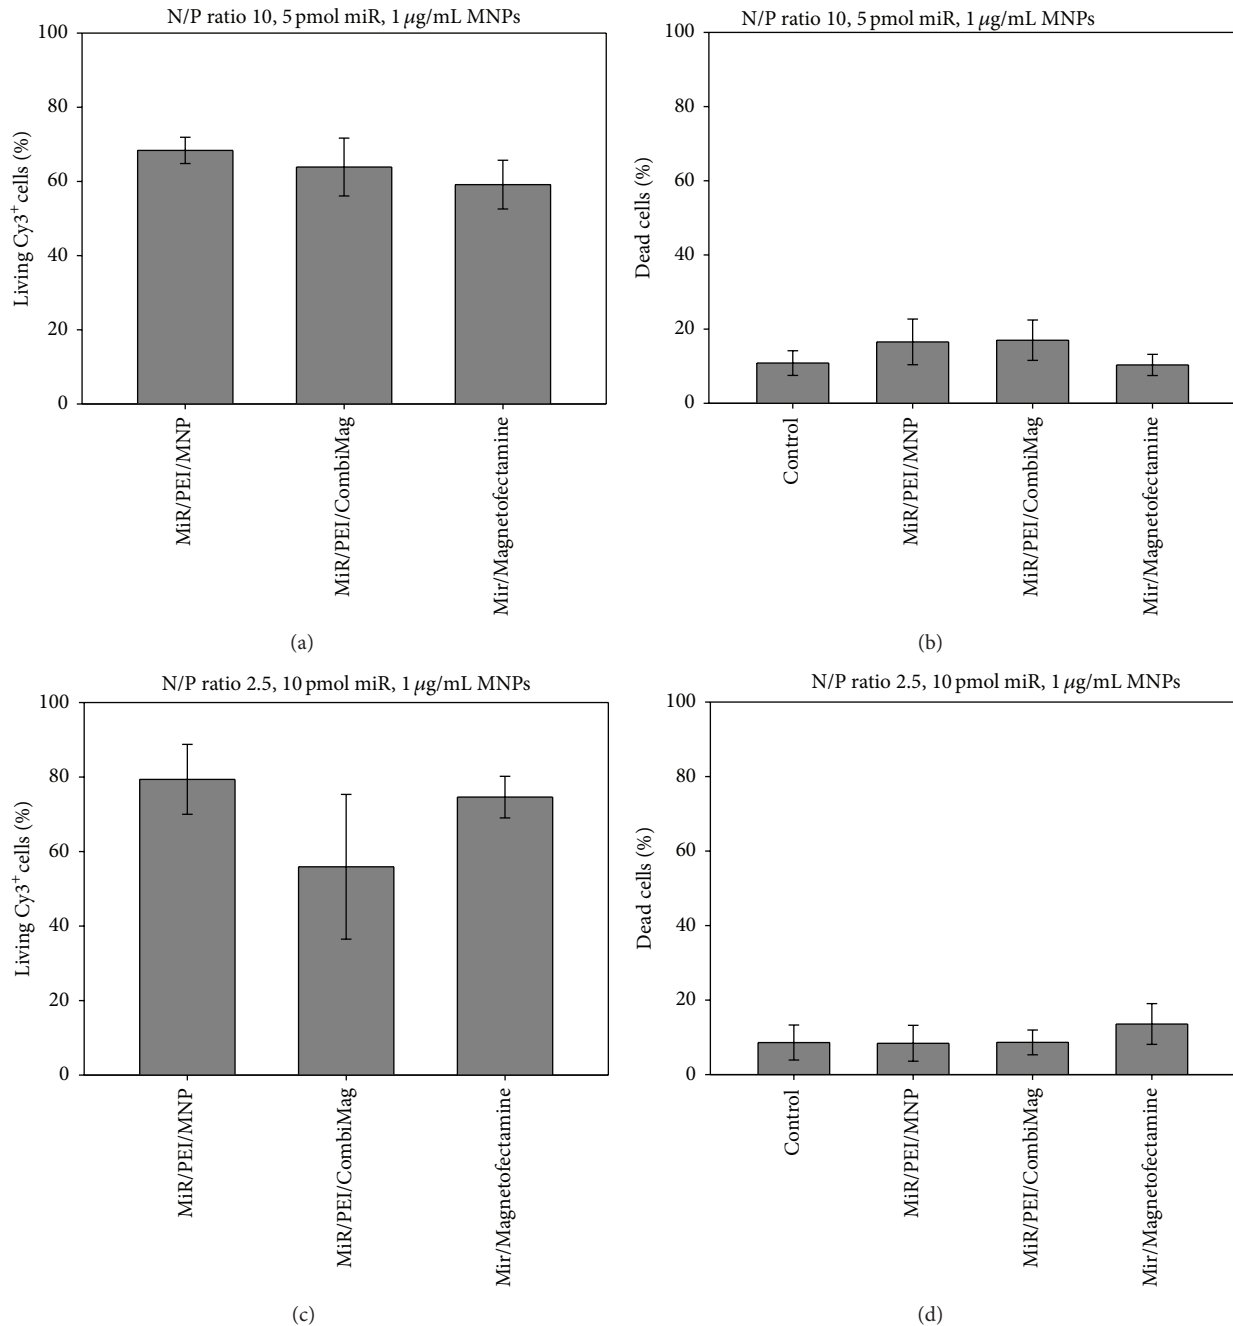 N/P ratio 10, 5 pmol miR, 1 μg/mL MNPs
100
80
60
40
20
0
Living Cy3⁺ cells (%)
MiR/PEI/MNP
MiR/PEI/CombiMag
Mir/Magnetofectamine
(a)
N/P ratio 10, 5 pmol miR, 1 μg/mL MNPs
100
80
60
40
20
0
Dead cells (%)
Control
MiR/PEI/MNP
MiR/PEI/CombiMag
Mir/Magnetofectamine
(b)
N/P ratio 2.5, 10 pmol miR, 1 μg/mL MNPs
100
80
60
40
20
0
Living Cy3⁺ cells (%)
MiR/PEI/MNP
MiR/PEI/CombiMag
Mir/Magnetofectamine
(c)
N/P ratio 2.5, 10 pmol miR, 1 μg/mL MNPs
100
80
60
40
20
0
Dead cells (%)
Control
MiR/PEI/MNP
MiR/PEI/CombiMag
Mir/Magnetofectamine
(d)